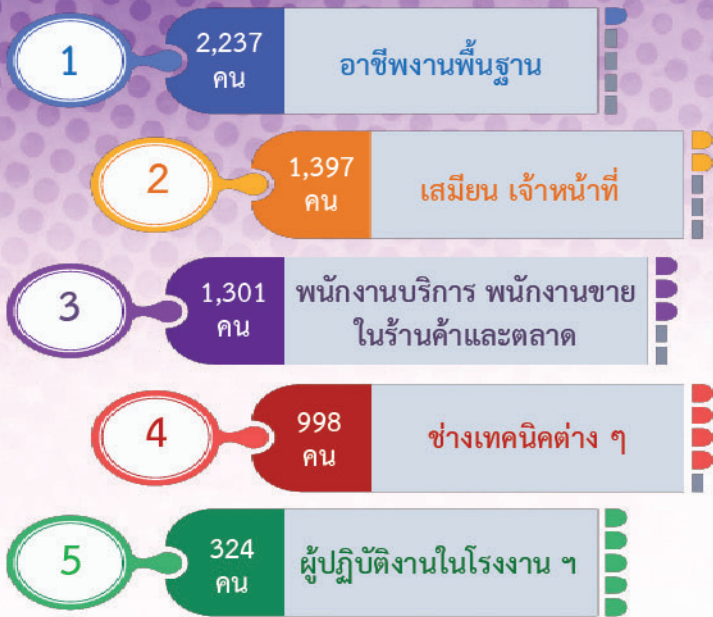 1
2,237
คน
อาชีพงานพื้นฐาน
2
1,397
คน
เสมียน เจ้าหน้าที่
3
1,301
คน
พนักงานบริการ พนักงานขาย
ในร้านค้าและตลาด
4
998
คน
ช่างเทคนิคต่าง ๆ
5
324
คน
ผู้ปฏิบัติงานในโรงงาน ฯ